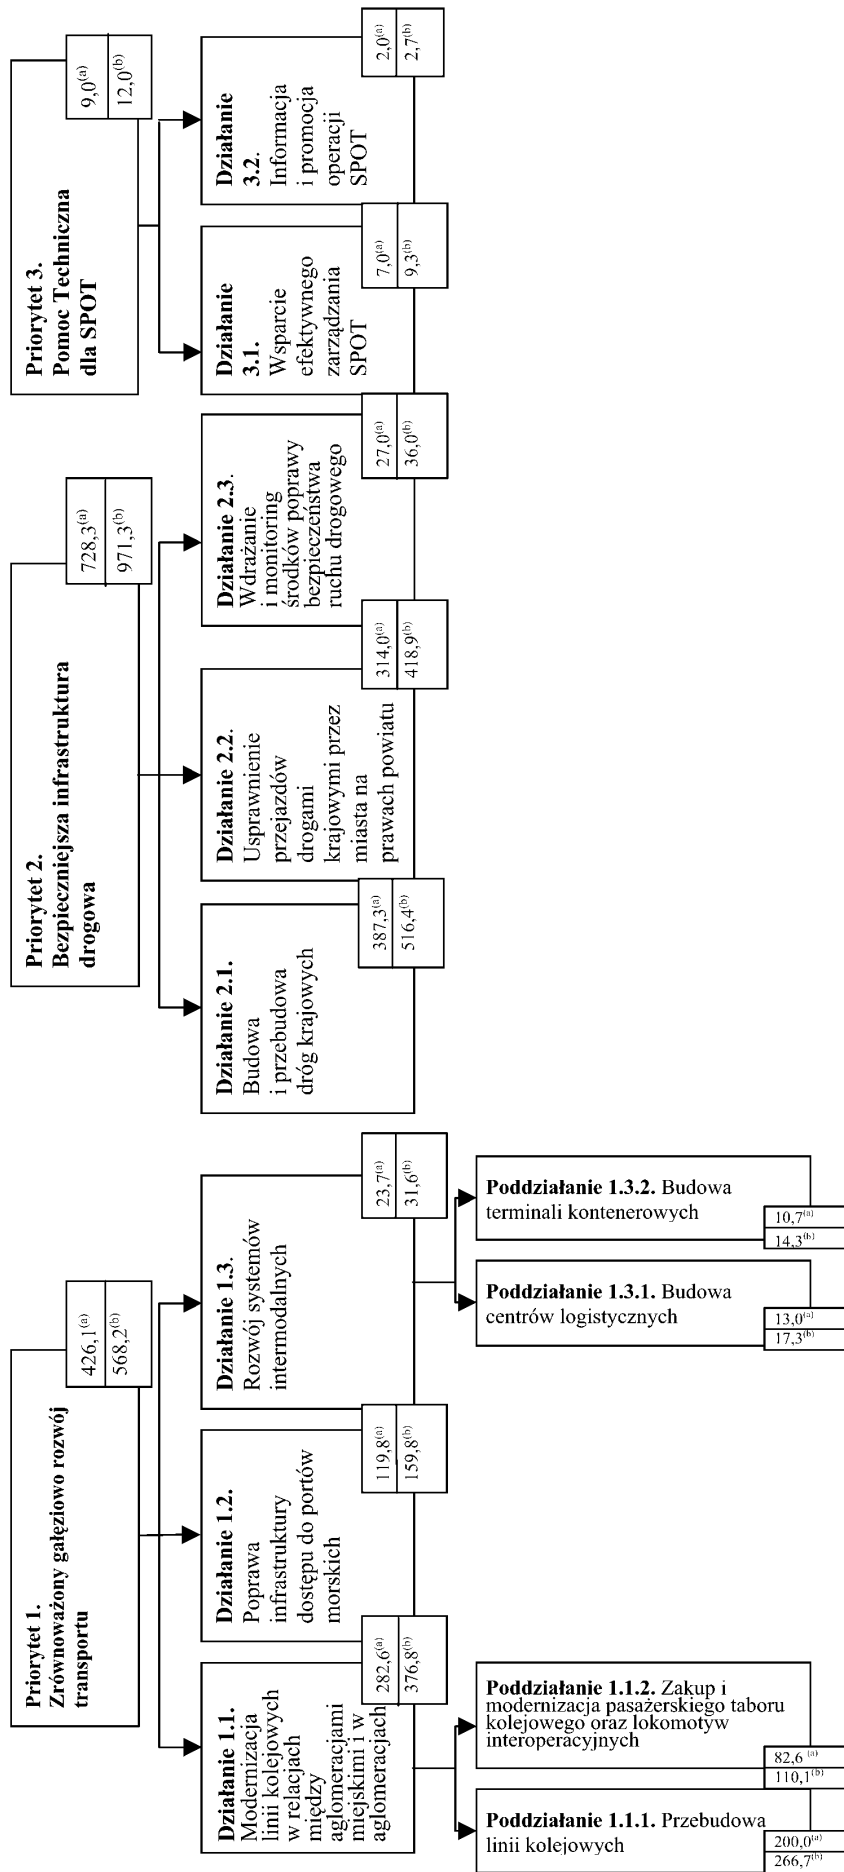 Priorytet 1.
Zrównoważony gałęziowo rozwój
transportu
426,1(a)
568,2(b)
Działanie 1.1.
Modernizacja
linii kolejowych
w relacjach
między
aglomeracjami
miejskimi i w
aglomeracjach
282,6(a)
376,8(b)
Poddziałanie 1.1.1. Przebudowa
linii kolejowych
200,0(a)
266,7(b)
Poddziałanie 1.1.2. Zakup i
modernizacja pasażerskiego taboru
kolejowego oraz lokomotyw
interoperacyjnych
82,6 (a)
110,1(b)
Działanie 1.2.
Poprawa
infrastruktury
dostępu do portów
morskich
119,8(a)
159,8(b)
Działanie 1.3.
Rozwój systemów
intermodalnych
23,7(a)
31,6(b)
Poddziałanie 1.3.1. Budowa
centrów logistycznych
13,0(a)
17,3(b)
Poddziałanie 1.3.2. Budowa
terminali kontenerowych
10,7(a)
14,3(b)
Priorytet 2.
Bezpieczniejsza infrastruktura
drogowa
728,3(a)
971,3(b)
Działanie 2.1.
Budowa
i przebudowa
dróg krajowych
387,3(a)
516,4(b)
Działanie 2.2.
Usprawnienie
przejazdów
drogami
krajowymi przez
miasta na
prawach powiatu
314,0(a)
418,9(b)
Działanie 2.3.
Wdrażanie
i monitoring
środków poprawy
bezpieczeństwa
ruchu drogowego
27,0(a)
36,0(b)
Priorytet 3.
Pomoc Techniczna
dla SPOT
9,0(a)
12,0(b)
Działanie
3.1.
Wsparcie
efektywnego
zarządzania
SPOT
7,0(a)
9,3(b)
Działanie
3.2.
Informacja
i promocja
operacji
SPOT
2,0(a)
2,7(b)